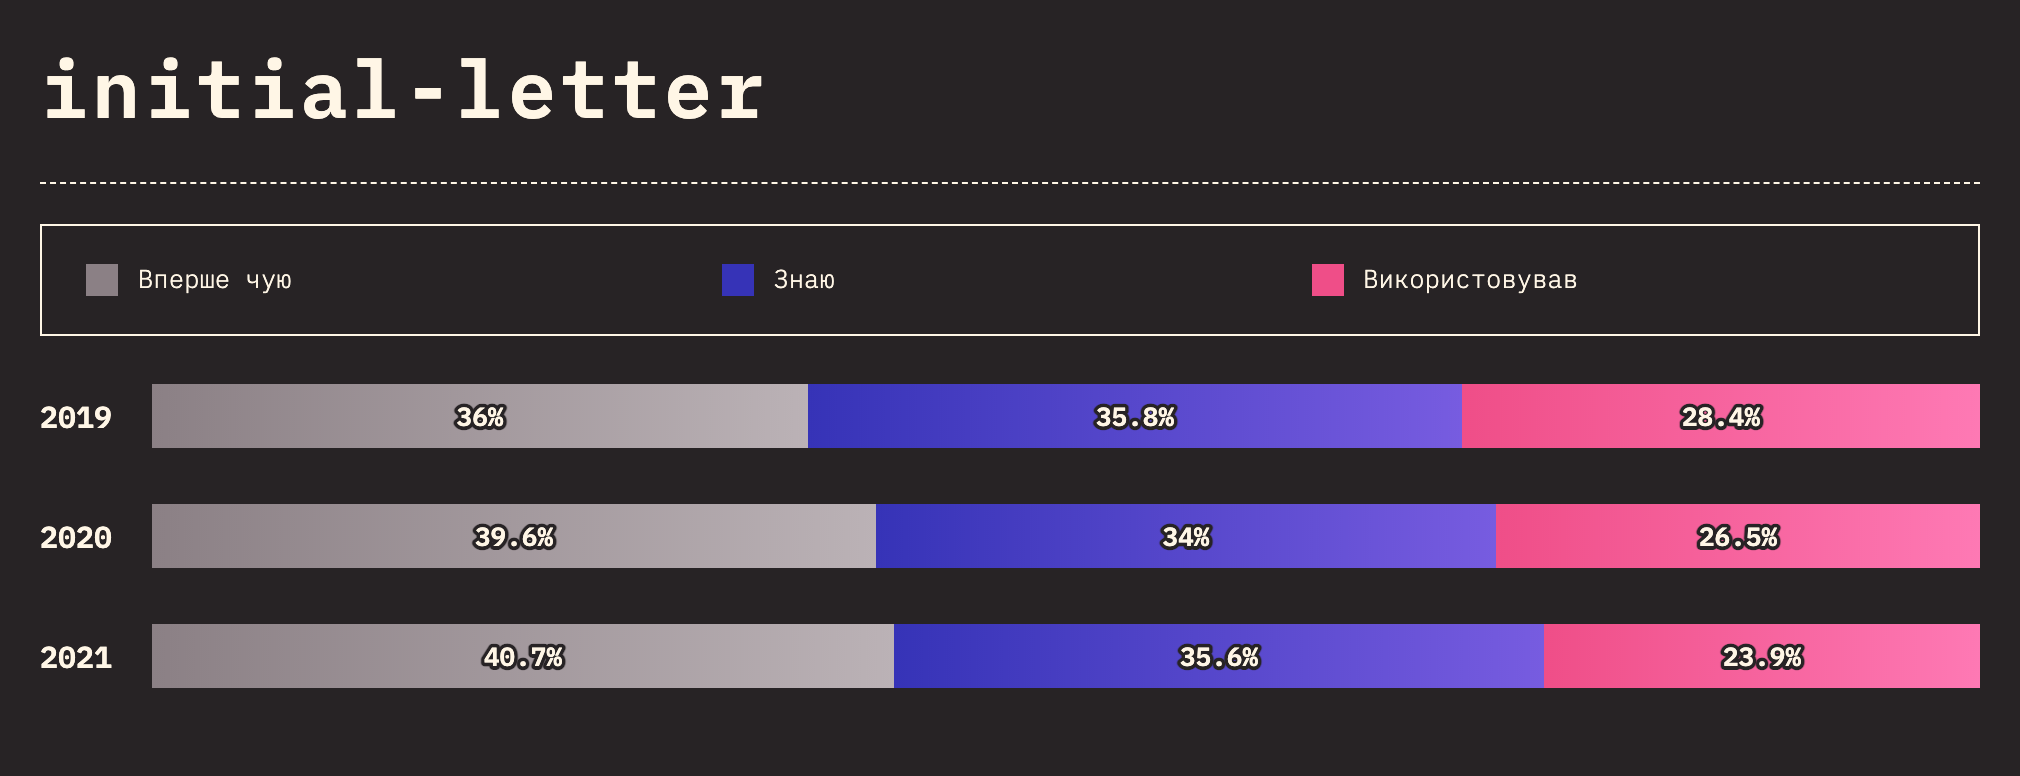 initial-letter
Вперше чую Знаю Використовував
2019 36% 35.8% 28.4%
2020 39.6% 34% 26.5%
2021 40.7% 35.6% 23.9%